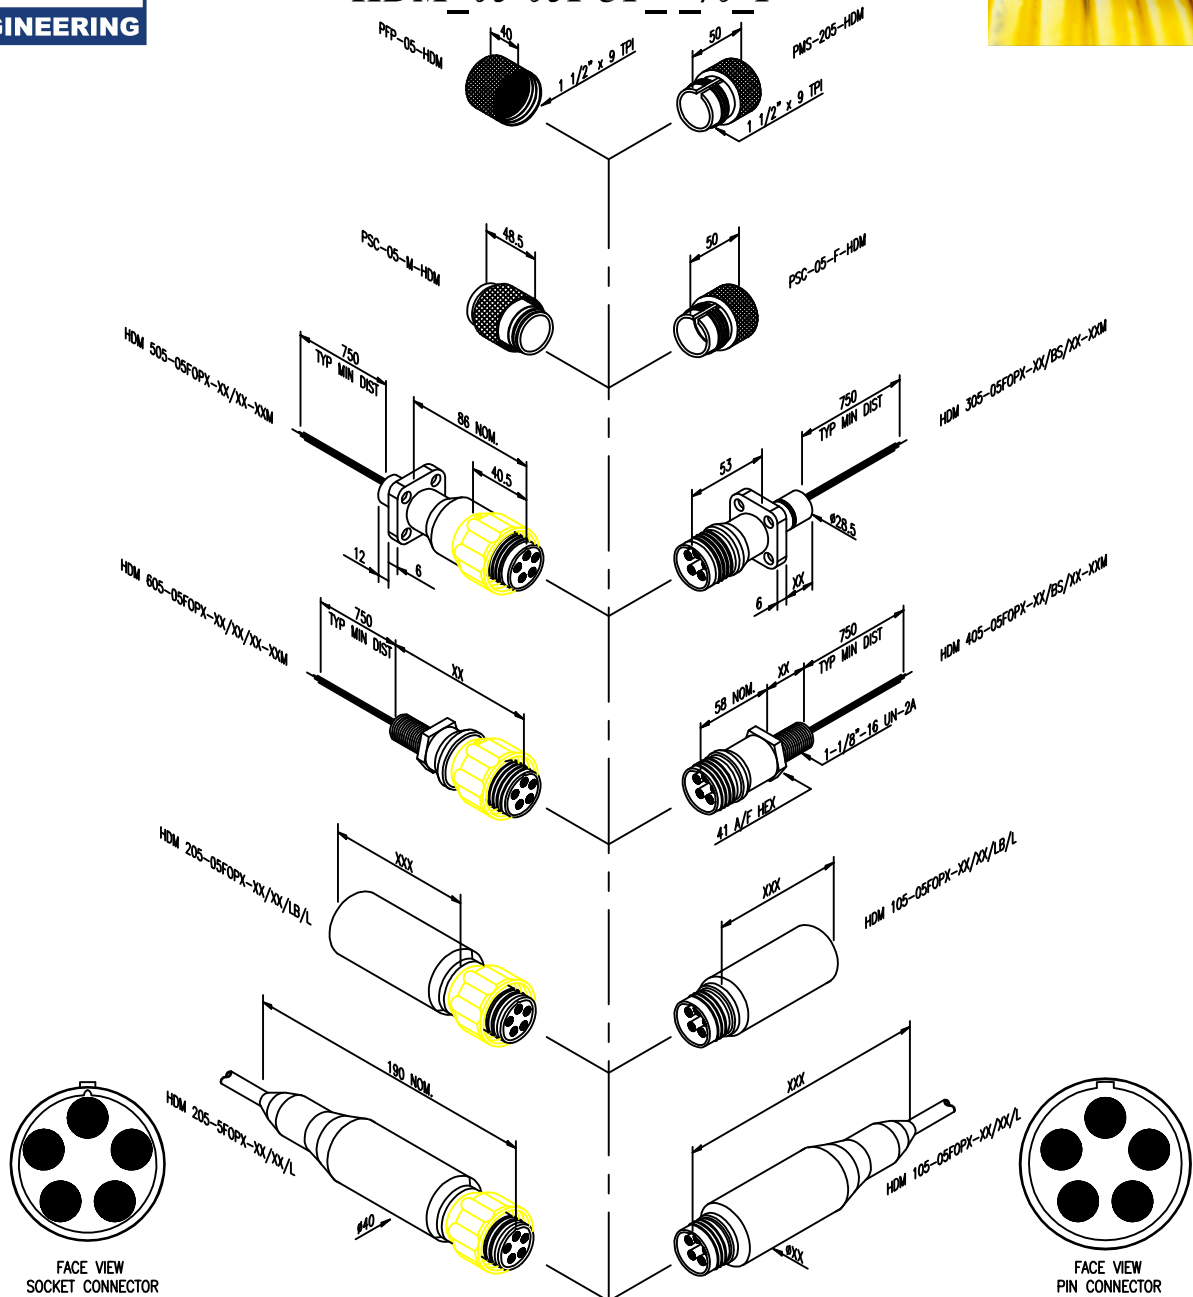 GINEERING
PFP-05-HDM
40
1 1/2" x 9 TPI
50
PMS-205-HDM
1 1/2" x 9 TPI
PSC-05-M-HDM
48.5
50
PSC-05-F-HDM
HDM 505-05FOPX-XX/XX-XXM
750
TYP MIN DIST
86 NOM.
40.5
12
6
53
750
TYP MIN DIST
HDM 305-05FOPX-XX/BS/XX-XXM
ø28.5
6
XX
HDM 605-05FOPX-XX/XX/XX-XXM
750
TYP MIN DIST
XX
58 NOM.
XX
750
TYP MIN DIST
HDM 405-05FOPX-XX/BS/XX-XXM
1-1/8"-16 UN-2A
41 A/F HEX
HDM 205-05FOPX-XX/XX/LB/L
XXX
XXX
HDM 105-05FOPX-XX/XX/LB/L
190 NOM.
HDM 205-5FOPX-XX/XX/L
ø40
XXX
HDM 105-05FOPX-XX/XX/L
øXX
FACE VIEW
SOCKET CONNECTOR
FACE VIEW
PIN CONNECTOR